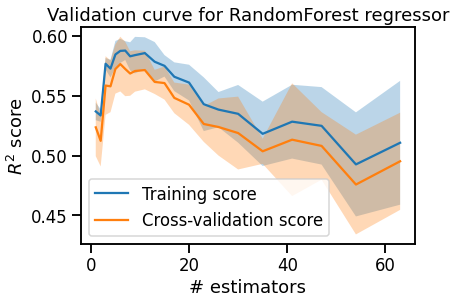 Validation curve for RandomForest regressor
0.60
0.55
0.50
0.45
R² score
Training score
Cross-validation score
0 20 40 60
# estimators